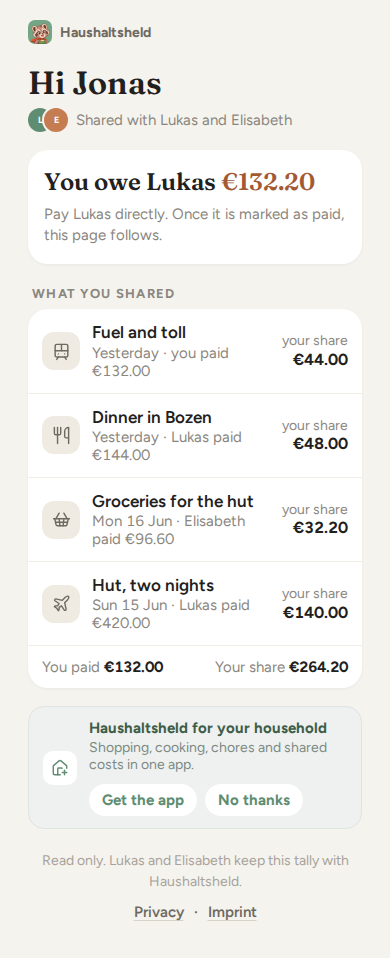 Haushaltsheld
Hi Jonas
L E Shared with Lukas and Elisabeth
You owe Lukas €132.20
Pay Lukas directly. Once it is marked as paid,
this page follows.
WHAT YOU SHARED
Fuel and toll
Yesterday · you paid
€132.00
your share
€44.00
Dinner in Bozen
Yesterday · Lukas paid
€144.00
your share
€48.00
Groceries for the hut
Mon 16 Jun · Elisabeth
paid €96.60
your share
€32.20
Hut, two nights
Sun 15 Jun · Lukas paid
€420.00
your share
€140.00
You paid €132.00
Your share €264.20
Haushaltsheld for your household
Shopping, cooking, chores and shared
costs in one app.
Get the app
No thanks
Read only. Lukas and Elisabeth keep this tally with
Haushaltsheld.
Privacy · Imprint